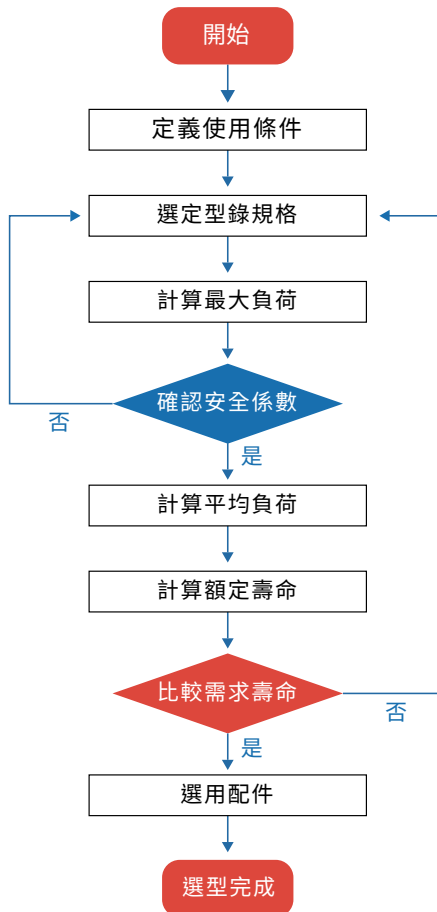 開始
定義使用條件
選定型錄規格
計算最大負荷
確認安全係數
否
是
計算平均負荷
計算額定壽命
比較需求壽命
否
是
選用配件
選型完成